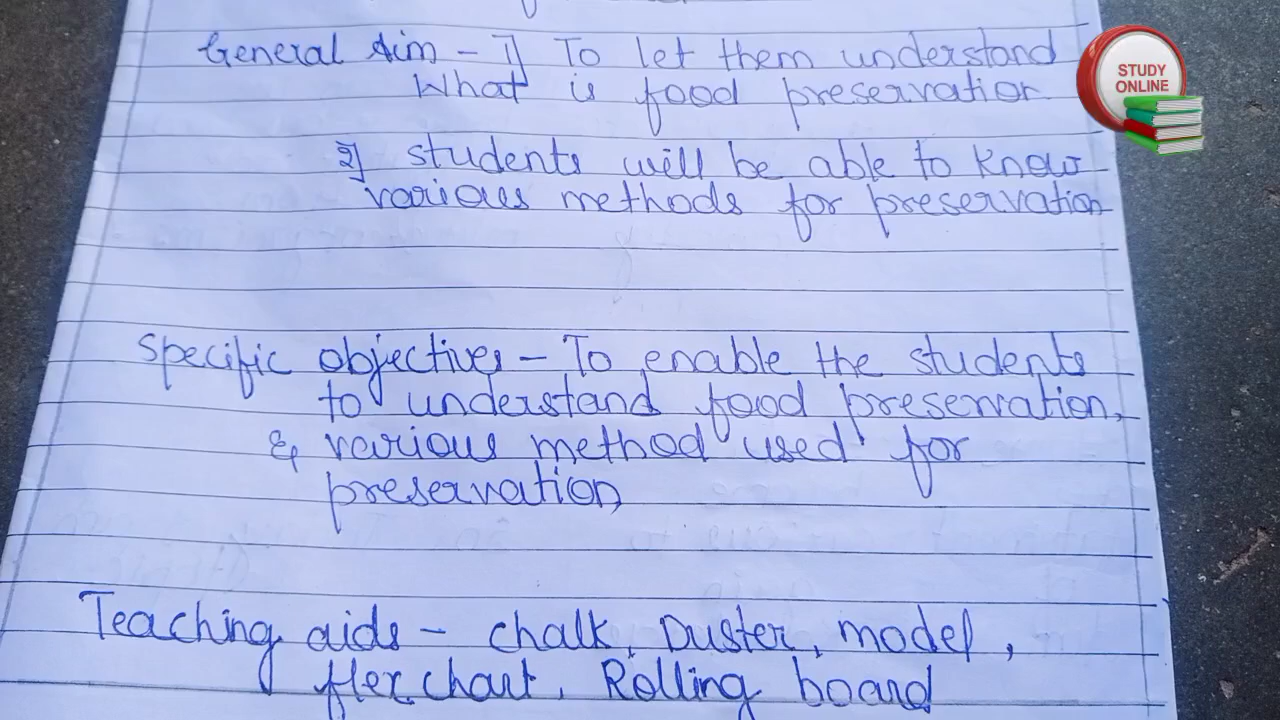 General Aim - 1] To let them understand
What is food preservation
2] students will be able to know
various methods for preservation
Specific objectives - To enable the students
to understand food preservation,
& various method used for
preservation,
Teaching aids - chalk, Duster, model,
flex chart, Rolling board
STUDY
ONLINE